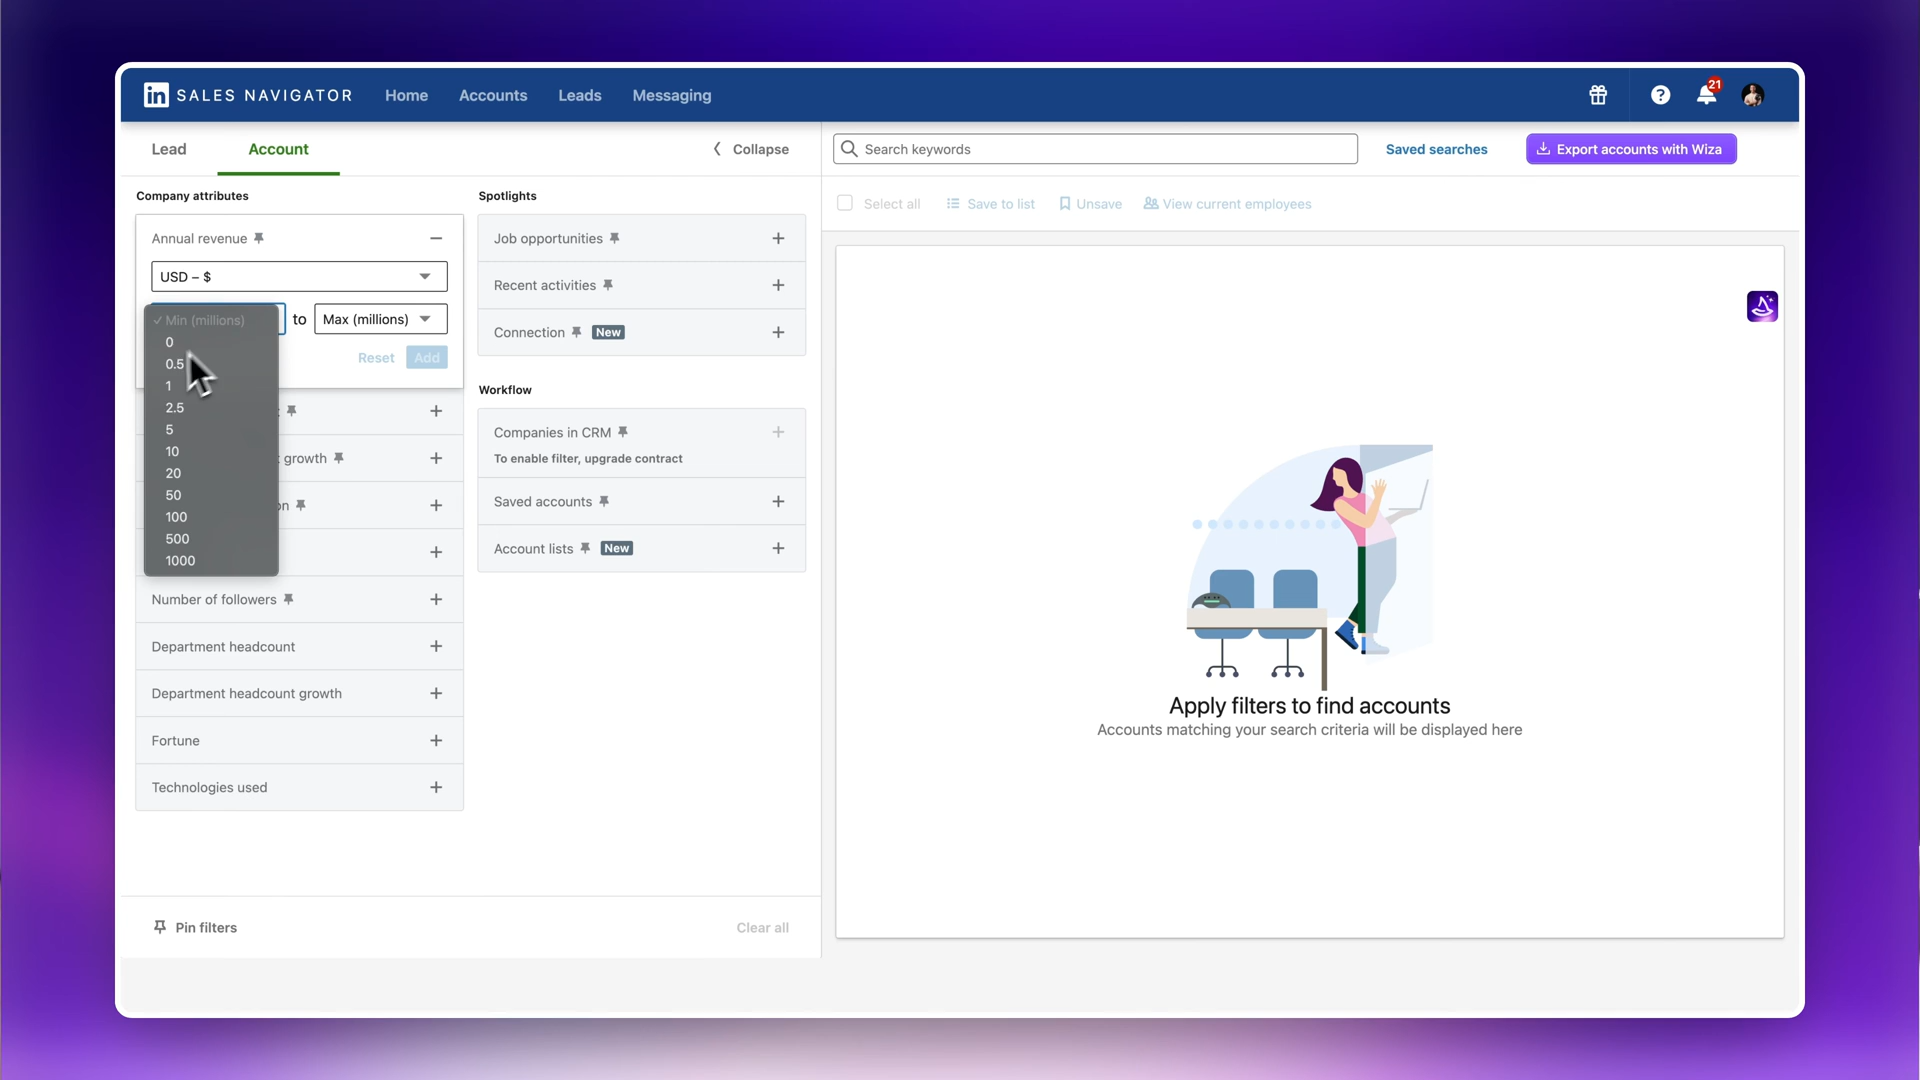 in SALES NAVIGATOR Home Accounts Leads Messaging 21
Lead Account Collapse
Search keywords Saved searches Export accounts with Wiza
Company attributes
Annual revenue
USD – $
✓ Min (millions) to Max (millions)
0
0.5
1
2.5
5
10
20
50
100
500
1000
Reset Add
growth
on
Number of followers
Department headcount
Department headcount growth
Fortune
Technologies used
Pin filters Clear all
Spotlights
Job opportunities
Recent activities
Connection New
Workflow
Companies in CRM
To enable filter, upgrade contract
Saved accounts
Account lists New
Select all Save to list Unsave View current employees
Apply filters to find accounts
Accounts matching your search criteria will be displayed here